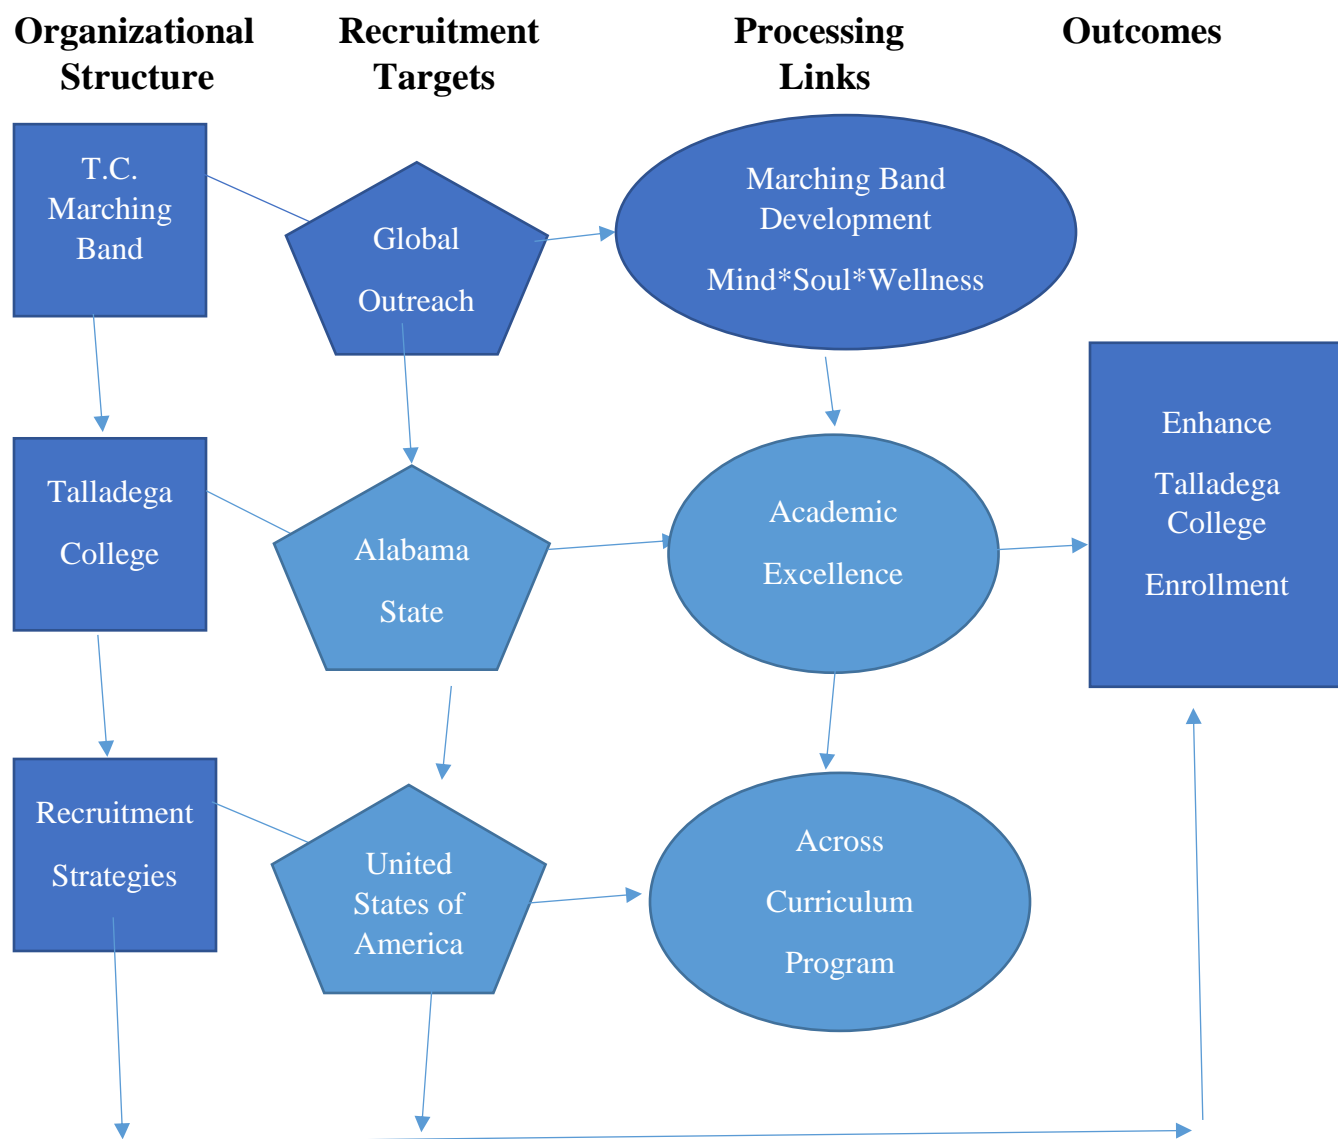 Organizational
Structure
Recruitment
Targets
Processing
Links
Outcomes
T.C.
Marching
Band
Global
Outreach
Marching Band
Development
Mind*Soul*Wellness
Talladega
College
Alabama
State
Academic
Excellence
Enhance
Talladega
College
Enrollment
Recruitment
Strategies
United
States of
America
Across
Curriculum
Program